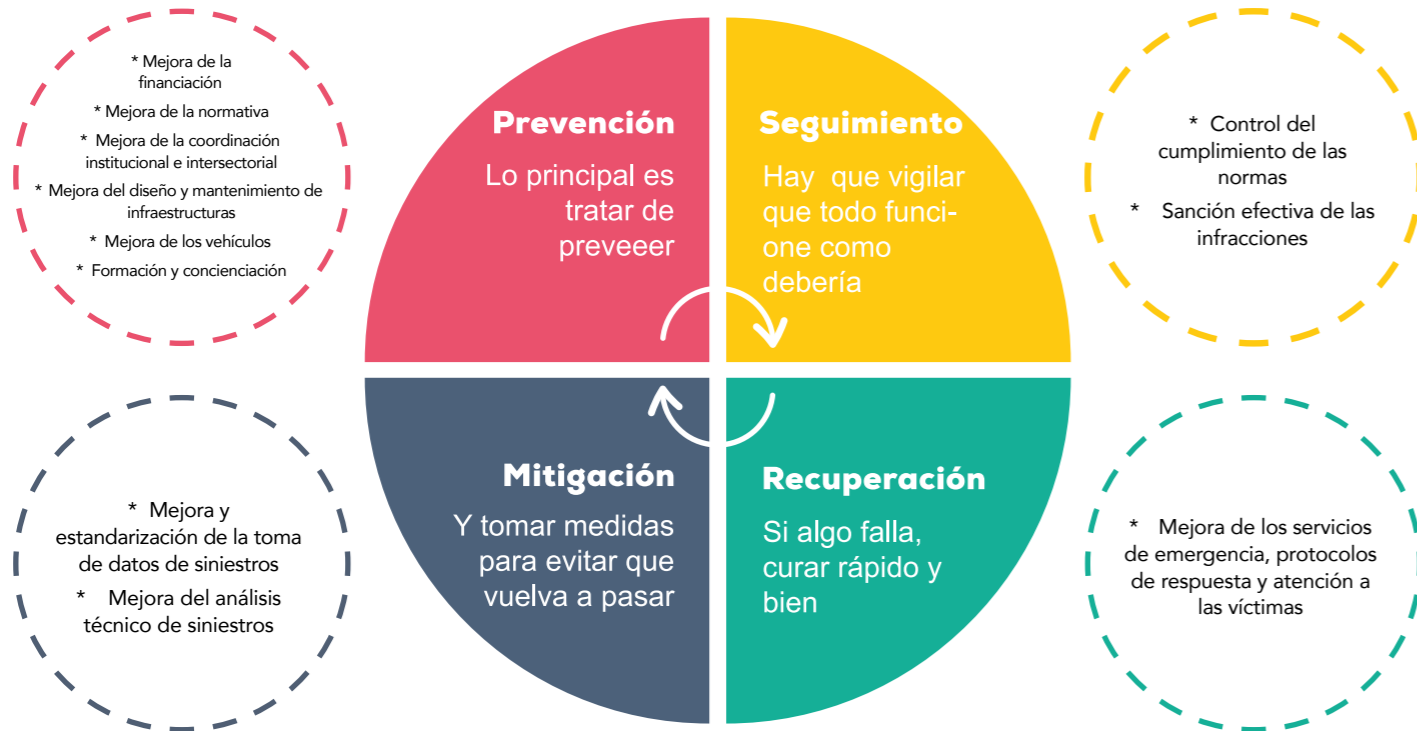 * Mejora de la
financiación
* Mejora de la normativa
* Mejora de la coordinación
institucional e intersectorial
* Mejora del diseño y mantenimiento de
infraestructuras
* Mejora de los vehículos
* Formación y concienciación
Prevención
Lo principal es
tratar de
preveeer
Seguimiento
Hay que vigilar
que todo funci-
one como
debería
* Control del
cumplimiento de las
normas
* Sanción efectiva de las
infracciones
* Mejora y
estandarización de la toma
de datos de siniestros
* Mejora del análisis
técnico de siniestros
Mitigación
Y tomar medidas
para evitar que
vuelva a pasar
Recuperación
Si algo falla,
curar rápido y
bien
* Mejora de los servicios
de emergencia, protocolos
de respuesta y atención a
las víctimas